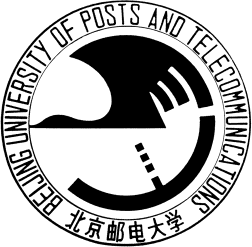 BEIJING UNIVERSITY OF POSTS AND TELECOMMUNICATIONS
北京邮电大学